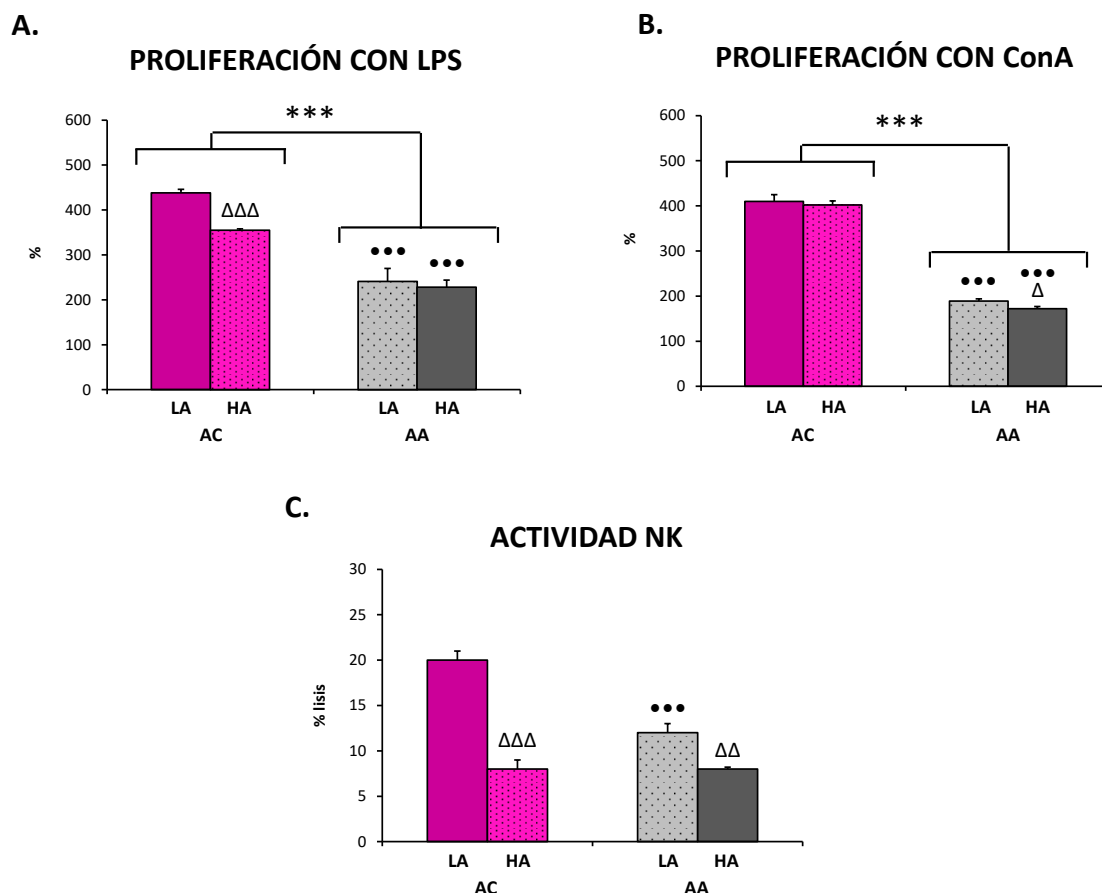 A.
PROLIFERACIÓN CON LPS
***
600
500
400
300
200
100
0
%
ΔΔΔ
●●●
●●●
LA HA LA HA
AC AA
B.
PROLIFERACIÓN CON ConA
***
600
500
400
300
200
100
0
%
●●●
●●●
Δ
LA HA LA HA
AC AA
C.
ACTIVIDAD NK
30
25
20
15
10
5
0
% lisis
ΔΔΔ
●●●
ΔΔ
LA HA LA HA
AC AA